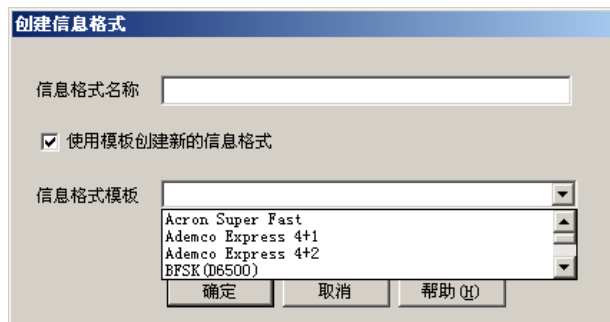 创建信息格式
信息格式名称
使用模板创建新的信息格式
信息格式模板
Acron Super Fast
Ademco Express 4+1
Ademco Express 4+2
BFSK(D6500)
确定 取消 帮助(H)